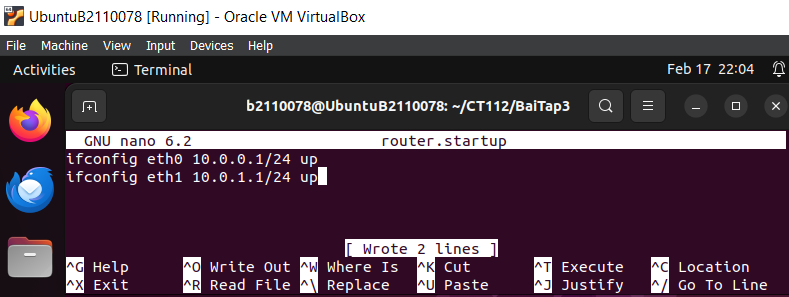 UbuntuB2110078 [Running] - Oracle VM VirtualBox
File Machine View Input Devices Help
Activities Terminal Feb 17 22:04
b2110078@UbuntuB2110078: ~/CT112/BaiTap3
GNU nano 6.2 router.startup
ifconfig eth0 10.0.0.1/24 up
ifconfig eth1 10.0.1.1/24 up
[ Wrote 2 lines ]
^G Help ^O Write Out ^W Where Is ^K Cut ^T Execute ^C Location
^X Exit ^R Read File ^\ Replace ^U Paste ^J Justify ^/ Go To Line